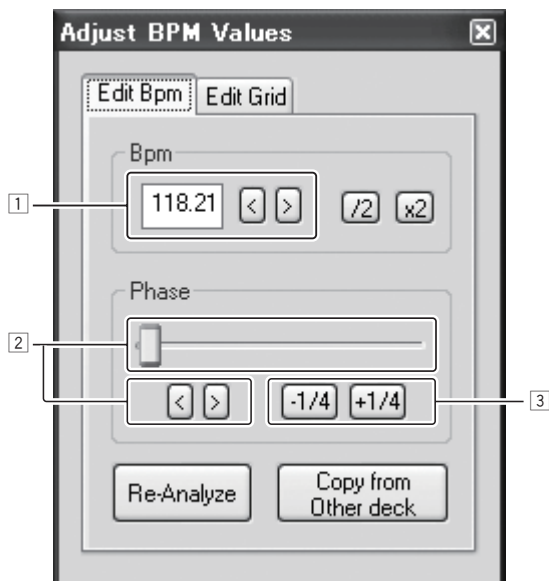 Adjust BPM Values
Edit Bpm Edit Grid
Bpm
1 118.21 < > /2 x2
Phase
2
< > -1/4 +1/4 3
Re-Analyze Copy from
Other deck